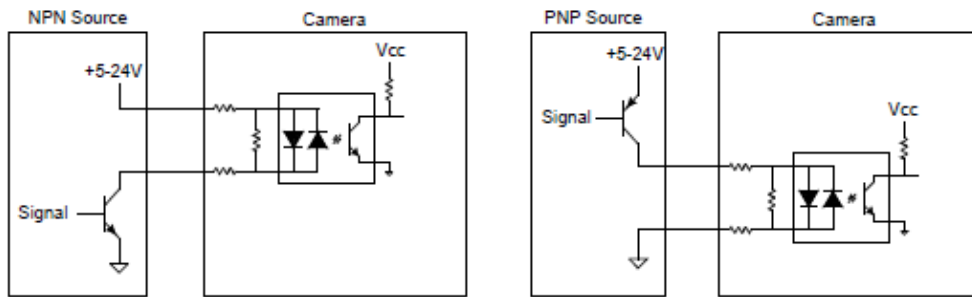 NPN Source
Camera
+5-24V
Vcc
#
Signal
PNP Source
Camera
+5-24V
Signal
Vcc
#